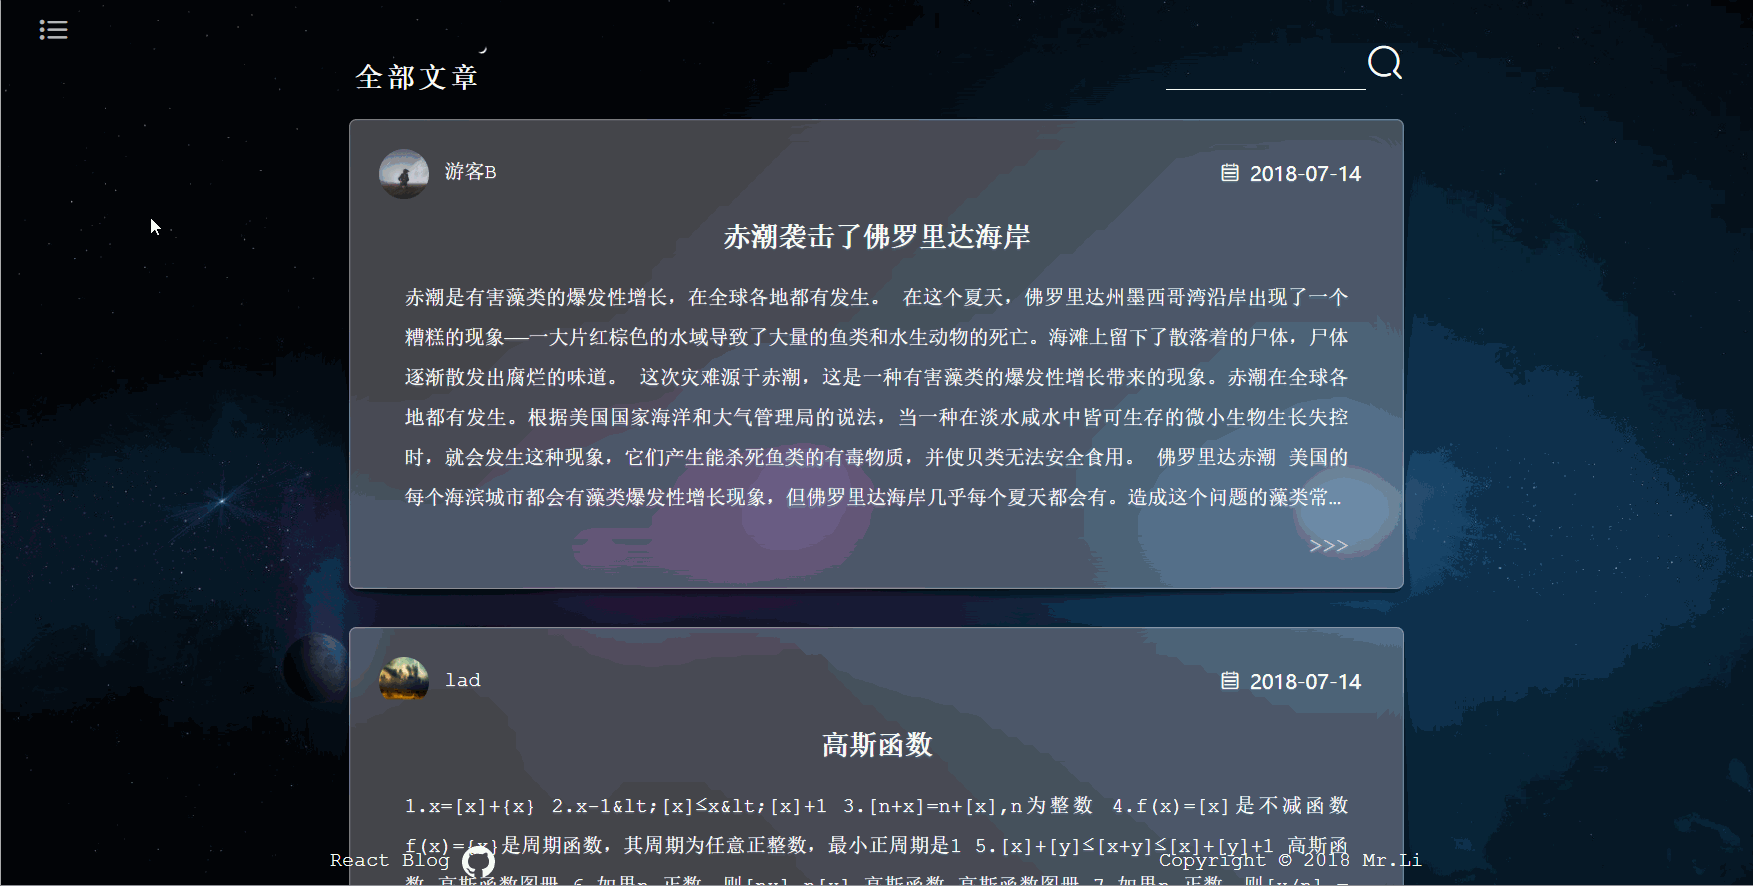 全部文章
游客B
2018-07-14
赤潮袭击了佛罗里达海岸
赤潮是有害藻类的爆发性增长，在全球各地都有发生。 在这个夏天，佛罗里达州墨西哥湾沿岸出现了一个
糟糕的现象——一大片红棕色的水域导致了大量的鱼类和水生动物的死亡。海滩上留下了散落着的尸体，尸体
逐渐散发出腐烂的味道。 这次灾难源于赤潮，这是一种有害藻类的爆发性增长带来的现象。赤潮在全球各
地都有发生。根据美国国家海洋和大气管理局的说法，当一种在淡水咸水中皆可生存的微小生物生长失控
时，就会发生这种现象，它们产生能杀死鱼类的有毒物质，并使贝类无法安全食用。 佛罗里达赤潮 美国的
每个海滨城市都会有藻类爆发性增长现象，但佛罗里达海岸几乎每个夏天都会有。造成这个问题的藻类常...
>>>
lad
2018-07-14
高斯函数
1.x=[x]+{x} 2.x-1&lt;[x]≤x&lt;[x]+1 3.[n+x]=n+[x],n为整数 4.f(x)=[x]是不减函数
f(x)={x}是周期函数，其周期为任意正整数，最小正周期是1 5.[x]+[y]≤[x+y]≤[x]+[y]+1 高斯函
React Blog
Copyright © 2018 Mr.Li